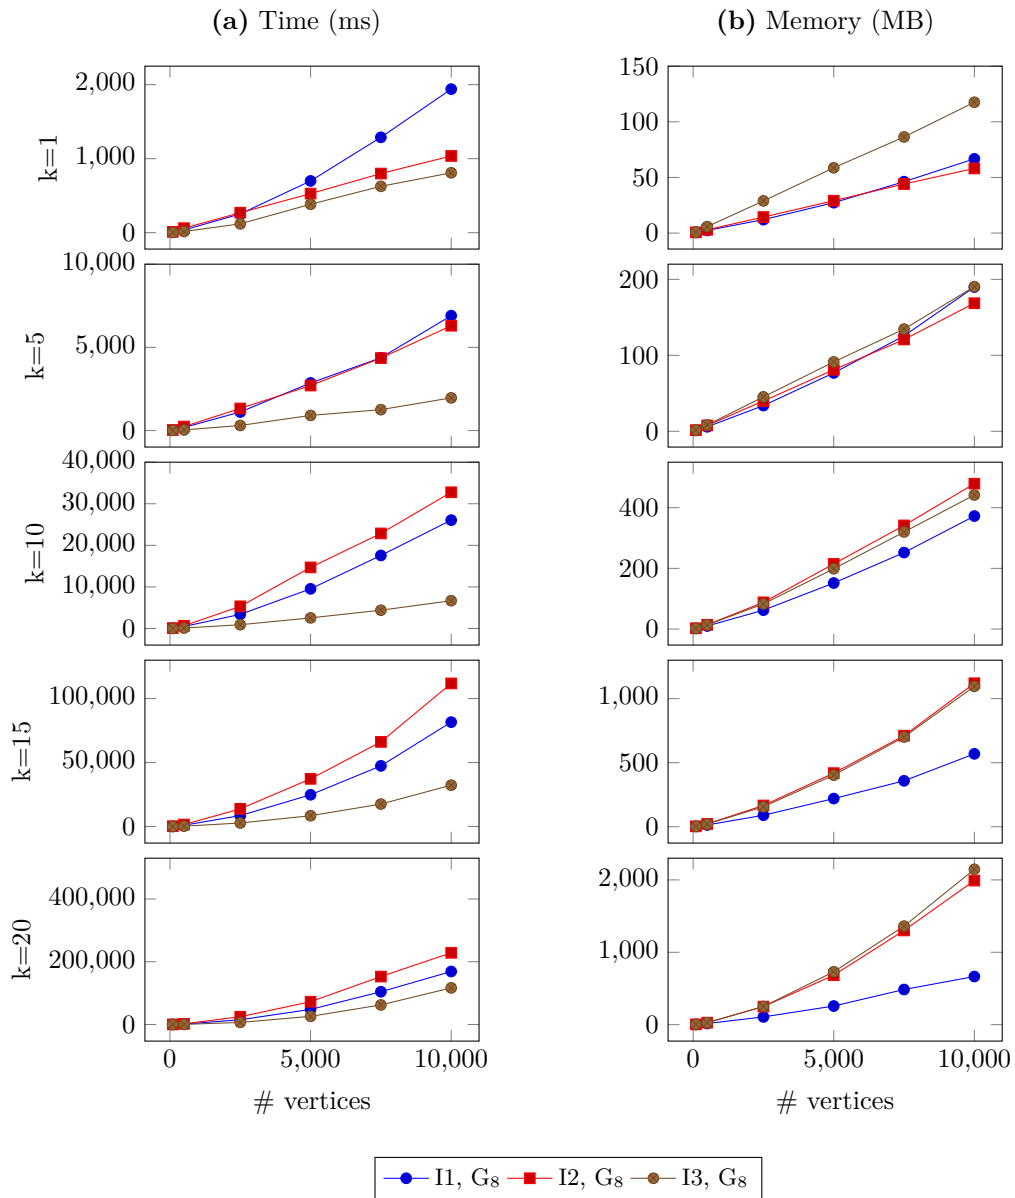 (a) Time (ms)
(b) Memory (MB)
2,000
1,000
0
k=1
150
100
50
0
10,000
5,000
0
k=5
200
100
0
40,000
30,000
20,000
10,000
0
k=10
400
200
0
100,000
50,000
0
k=15
1,000
500
0
400,000
200,000
0
k=20
2,000
1,000
0
0 5,000 10,000
0 5,000 10,000
# vertices
# vertices
I1, G₈ I2, G₈ I3, G₈